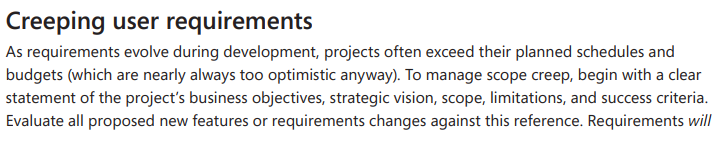 Creeping user requirements
As requirements evolve during development, projects often exceed their planned schedules and
budgets (which are nearly always too optimistic anyway). To manage scope creep, begin with a clear
statement of the project’s business objectives, strategic vision, scope, limitations, and success criteria.
Evaluate all proposed new features or requirements changes against this reference. Requirements will